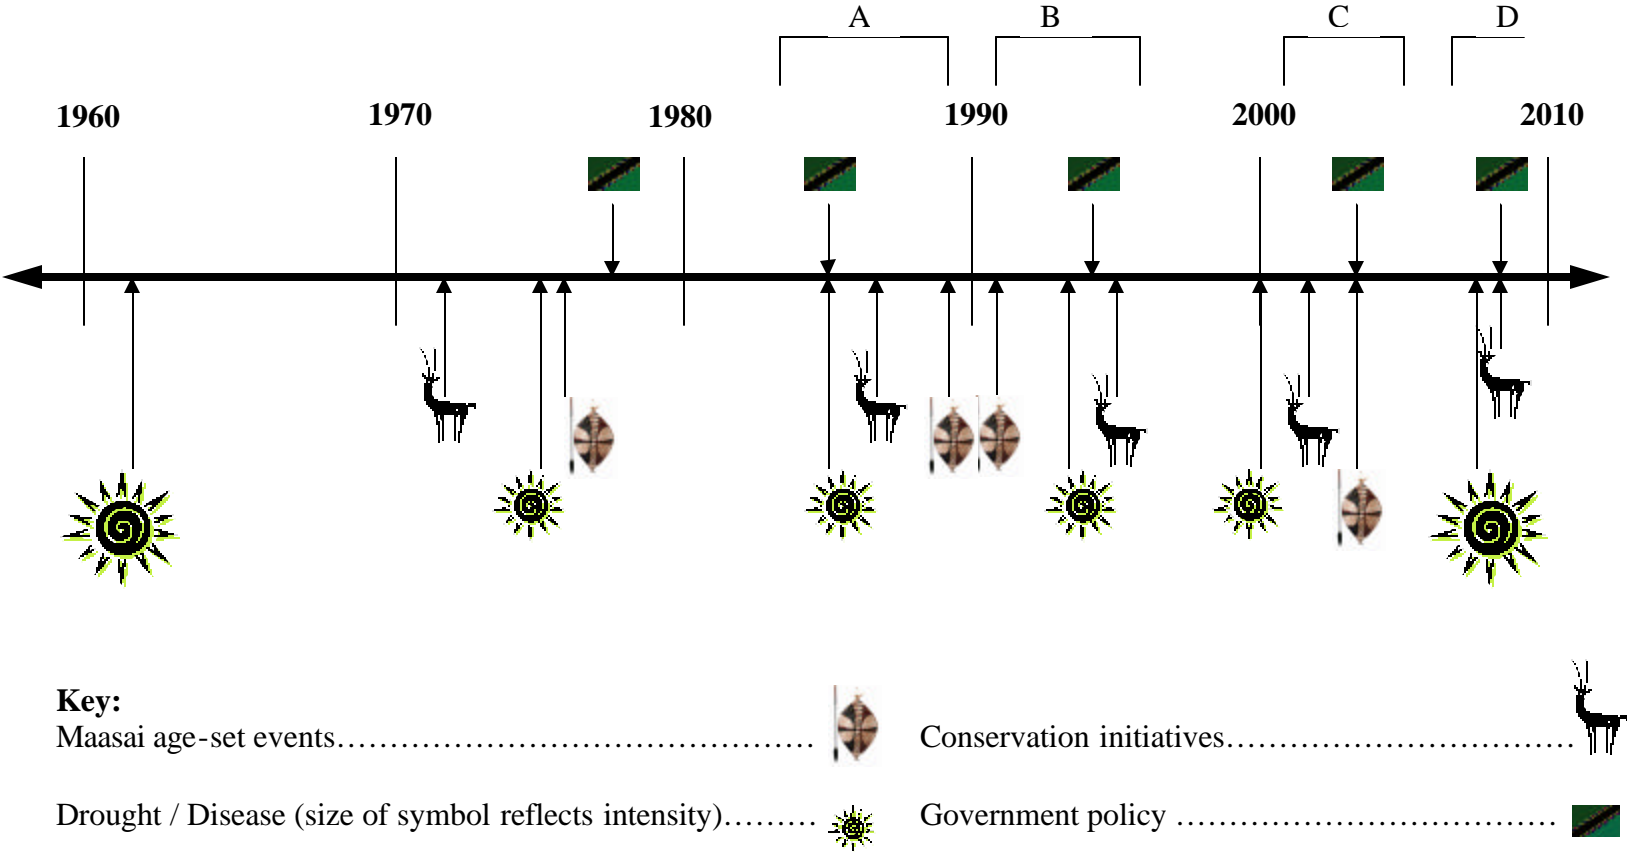 A B C D
1960 1970 1980 1990 2000 2010
Key:
Maasai age-set events………………………………………. Conservation initiatives…………………………….
Drought / Disease (size of symbol reflects intensity)……… Government policy ……………………………….